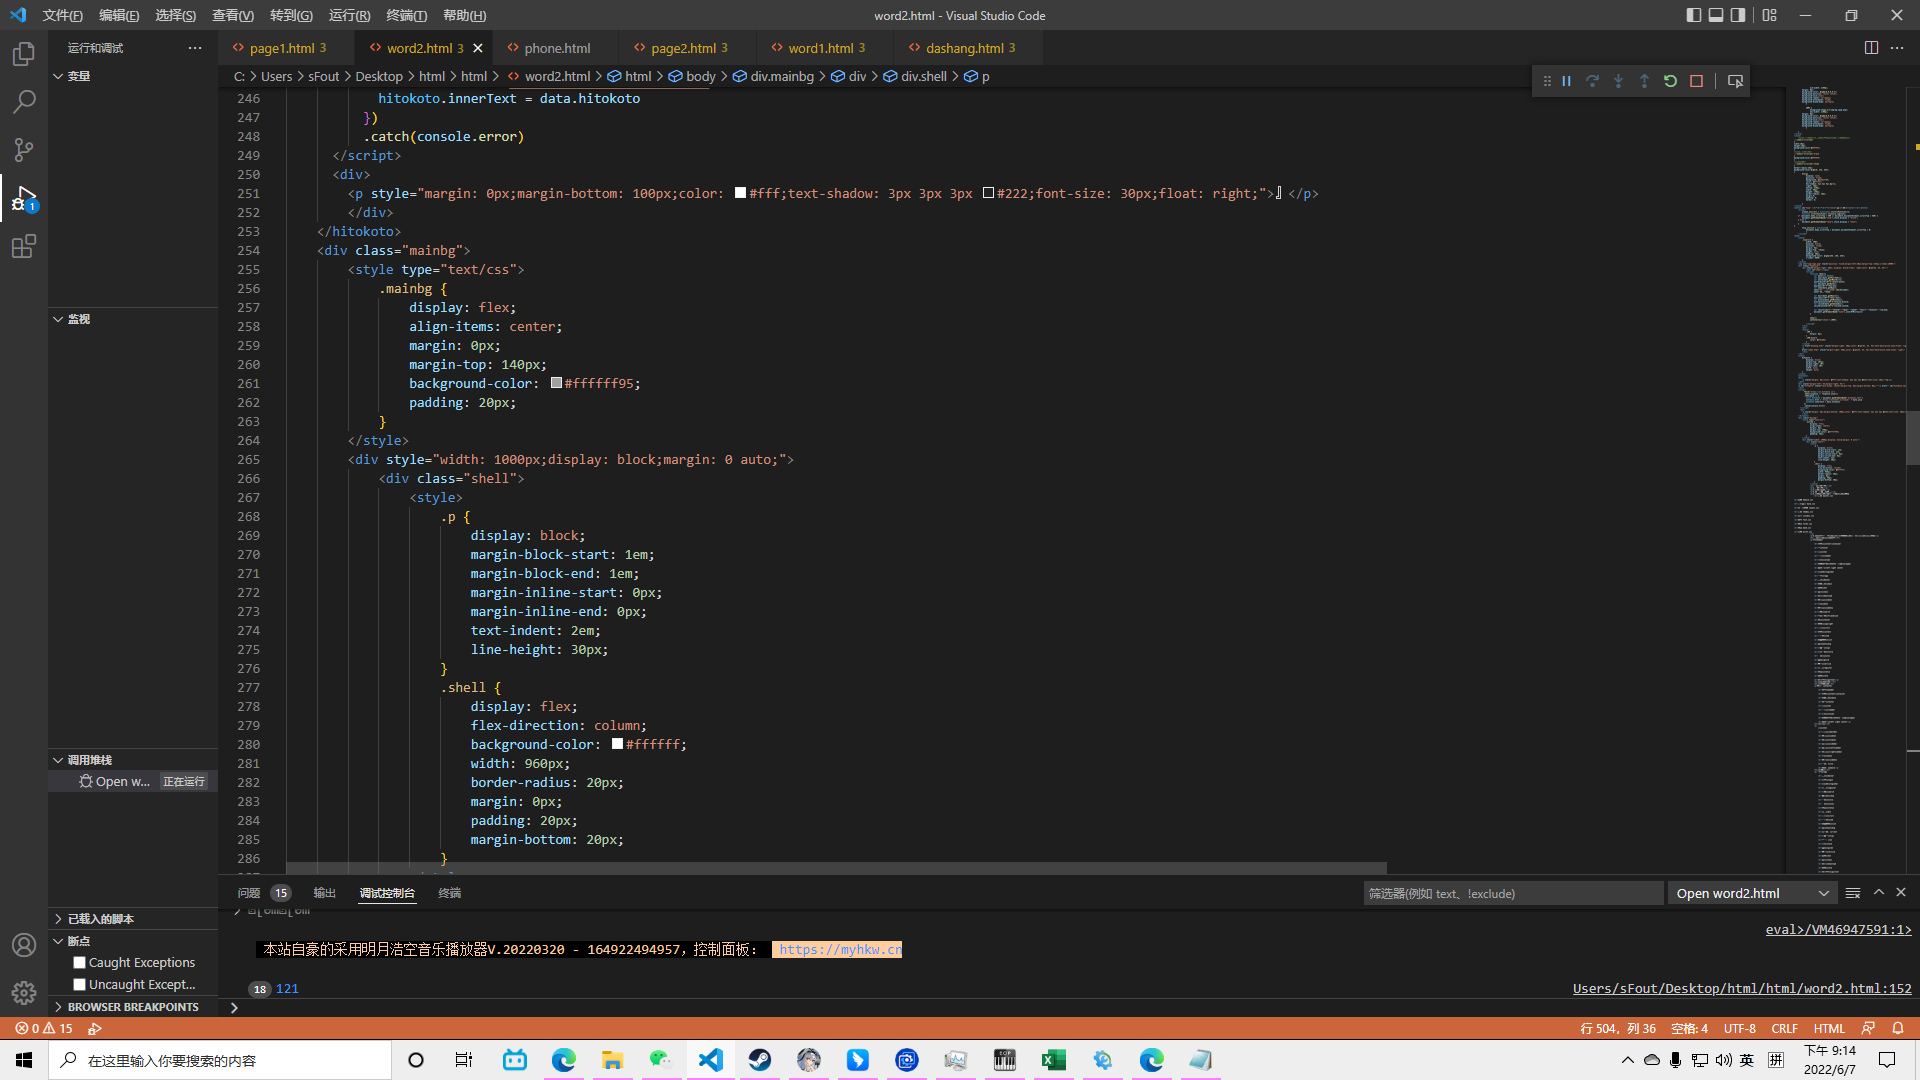 文件(F) 编辑(E) 选择(S) 查看(V) 转到(G) 运行(R) 终端(T) 帮助(H) word2.html - Visual Studio Code
运行和调试 page1.html 3 word2.html 3 phone.html page2.html 3 word1.html 3 dashang.html 3
变量
C: > Users > sFout > Desktop > html > html > word2.html > html > body > div.mainbg > div > div.shell > p
246 hitokoto.innerText = data.hitokoto
247 })
248 .catch(console.error)
249 </script>
250 <div>
251 <p style="margin: 0px;margin-bottom: 100px;color: #fff;text-shadow: 3px 3px 3px #222;font-size: 30px;float: right;">』</p>
252 </div>
253 </hitokoto>
254 <div class="mainbg">
255 <style type="text/css">
256 .mainbg {
257 display: flex;
258 align-items: center;
259 margin: 0px;
260 margin-top: 140px;
261 background-color: #ffffff95;
262 padding: 20px;
263 }
264 </style>
265 <div style="width: 1000px;display: block;margin: 0 auto;">
266 <div class="shell">
267 <style>
268 .p {
269 display: block;
270 margin-block-start: 1em;
271 margin-block-end: 1em;
272 margin-inline-start: 0px;
273 margin-inline-end: 0px;
274 text-indent: 2em;
275 line-height: 30px;
276 }
277 .shell {
278 display: flex;
279 flex-direction: column;
280 background-color: #ffffff;
281 width: 960px;
282 border-radius: 20px;
283 margin: 0px;
284 padding: 20px;
285 margin-bottom: 20px;
286 }
监视
调用堆栈
Open w... 正在运行
已载入的脚本
断点
Caught Exceptions
Uncaught Except...
BROWSER BREAKPOINTS
1
问题 15 输出 调试控制台 终端 筛选器(例如 text、!exclude) Open word2.html
eval>/VM46947591:1>
本站自豪的采用明月浩空音乐播放器V.20220320 - 164922494957，控制面板： https://myhkw.cn
18 121 Users/sFout/Desktop/html/html/word2.html:152
0 15 行 504，列 36 空格: 4 UTF-8 CRLF HTML
在这里输入你要搜索的内容 英 拼 下午 9:14
2022/6/7